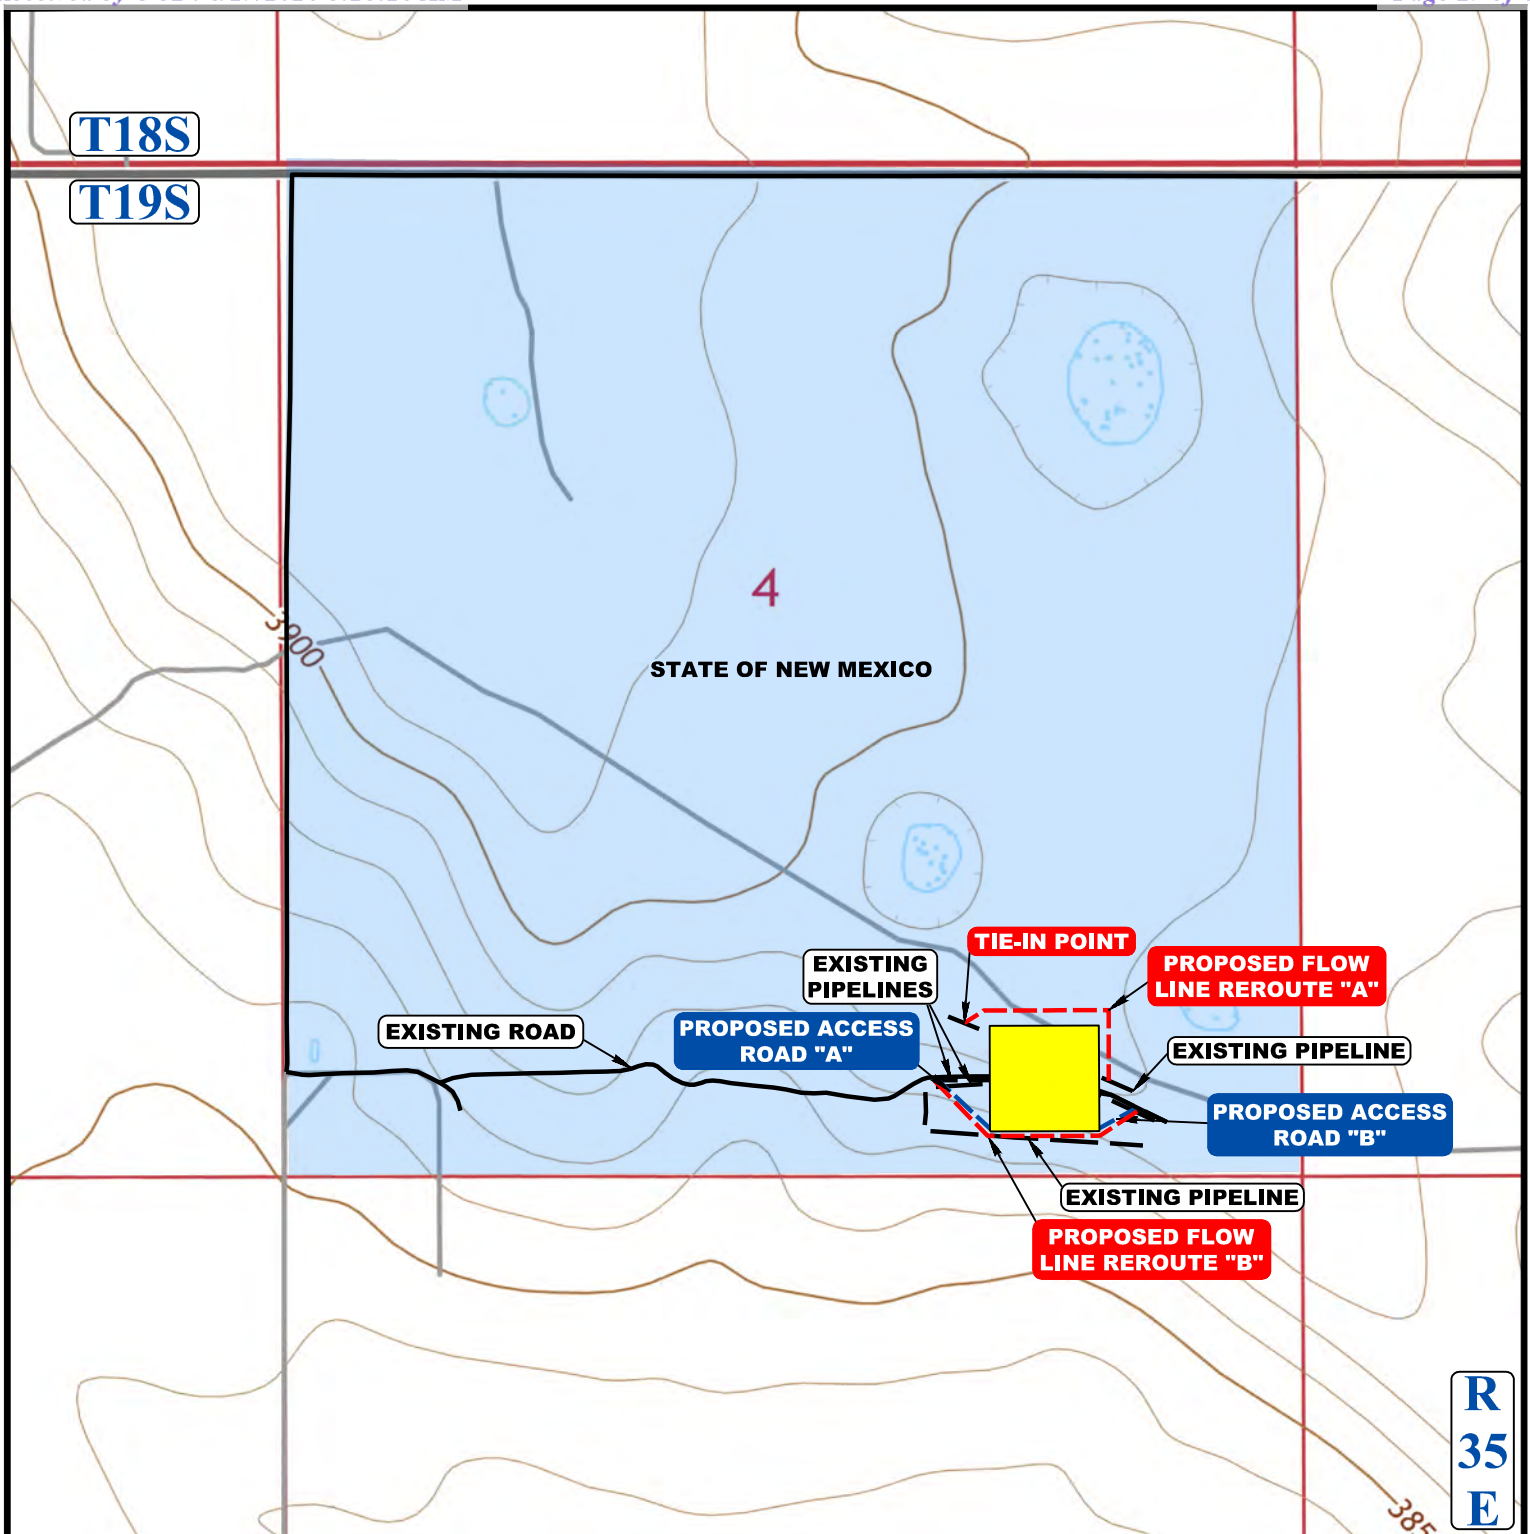 T18S
T19S
4
STATE OF NEW MEXICO
3900
TIE-IN POINT
EXISTING
PIPELINES
PROPOSED FLOW
LINE REROUTE "A"
EXISTING ROAD
PROPOSED ACCESS
ROAD "A"
EXISTING PIPELINE
PROPOSED ACCESS
ROAD "B"
EXISTING PIPELINE
PROPOSED FLOW
LINE REROUTE "B"
R
35
E